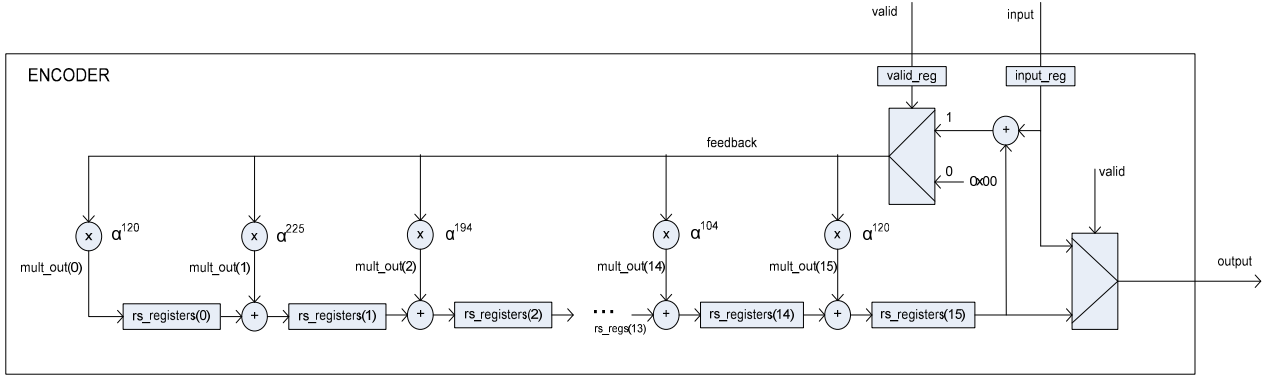 valid
input
ENCODER
valid_reg
input_reg
1
+
feedback
valid
0
0x00
x
α120
x
α225
x
α194
x
α104
x
α120
mult_out(0)
mult_out(1)
mult_out(2)
mult_out(14)
mult_out(15)
output
rs_registers(0)
+
rs_registers(1)
+
rs_registers(2)
...
rs_regs(13)
+
rs_registers(14)
+
rs_registers(15)